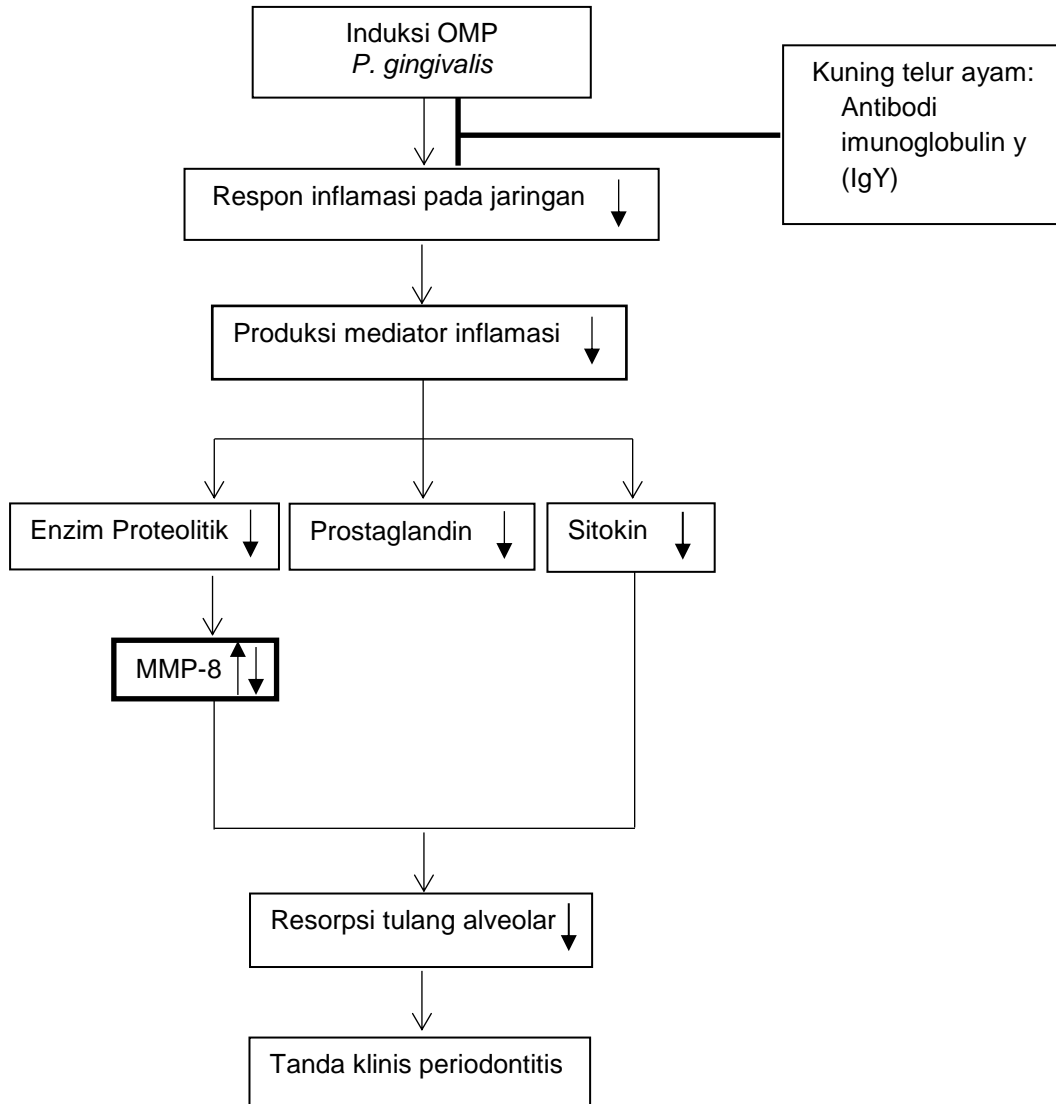 Induksi OMP
P. gingivalis
Kuning telur ayam:
Antibodi
imunoglobulin y
(IgY)
Respon inflamasi pada jaringan
Produksi mediator inflamasi
Enzim Proteolitik
Prostaglandin
Sitokin
MMP-8
Resorpsi tulang alveolar
Tanda klinis periodontitis